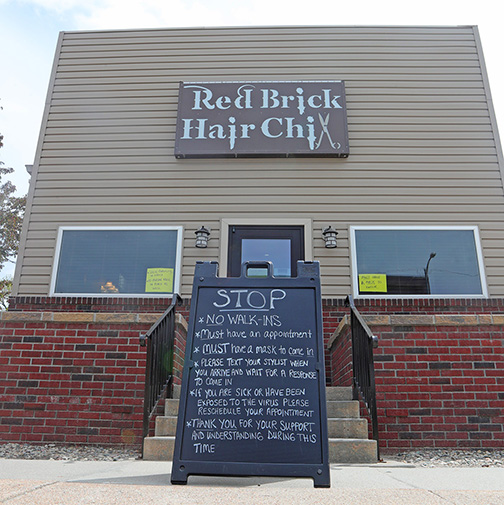 Red Brick
Hair Chix
STOP
* NO WALK-INS
* Must have an appointment
* MUST have a mask to come in
* PLEASE TEXT YOUR STYLIST WHEN
YOU ARRIVE AND WAIT FOR A RESPONSE
TO COME IN
* IF YOU ARE SICK OR HAVE BEEN
EXPOSED TO THE VIRUS PLEASE
RESCHEDULE YOUR APPOINTMENT
* THANK YOU FOR YOUR SUPPORT
AND UNDERSTANDING DURING THIS
TIME